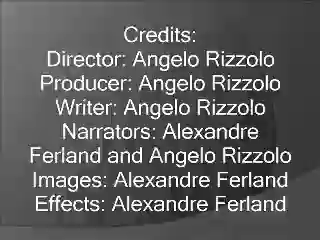 Credits:
Director: Angelo Rizzolo
Producer: Angelo Rizzolo
Writer: Angelo Rizzolo
Narrators: Alexandre
Ferland and Angelo Rizzolo
Images: Alexandre Ferland
Effects: Alexandre Ferland